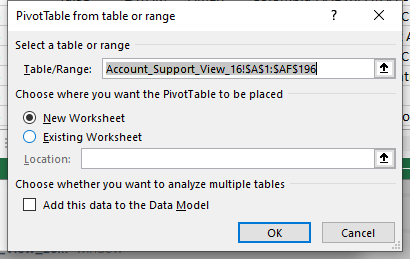 PivotTable from table or range
?
×
Select a table or range
Table/Range:
Account_Support_View_16!$A$1:$AF$196
Choose where you want the PivotTable to be placed
New Worksheet
Existing Worksheet
Location:
Choose whether you want to analyze multiple tables
Add this data to the Data Model
OK
Cancel